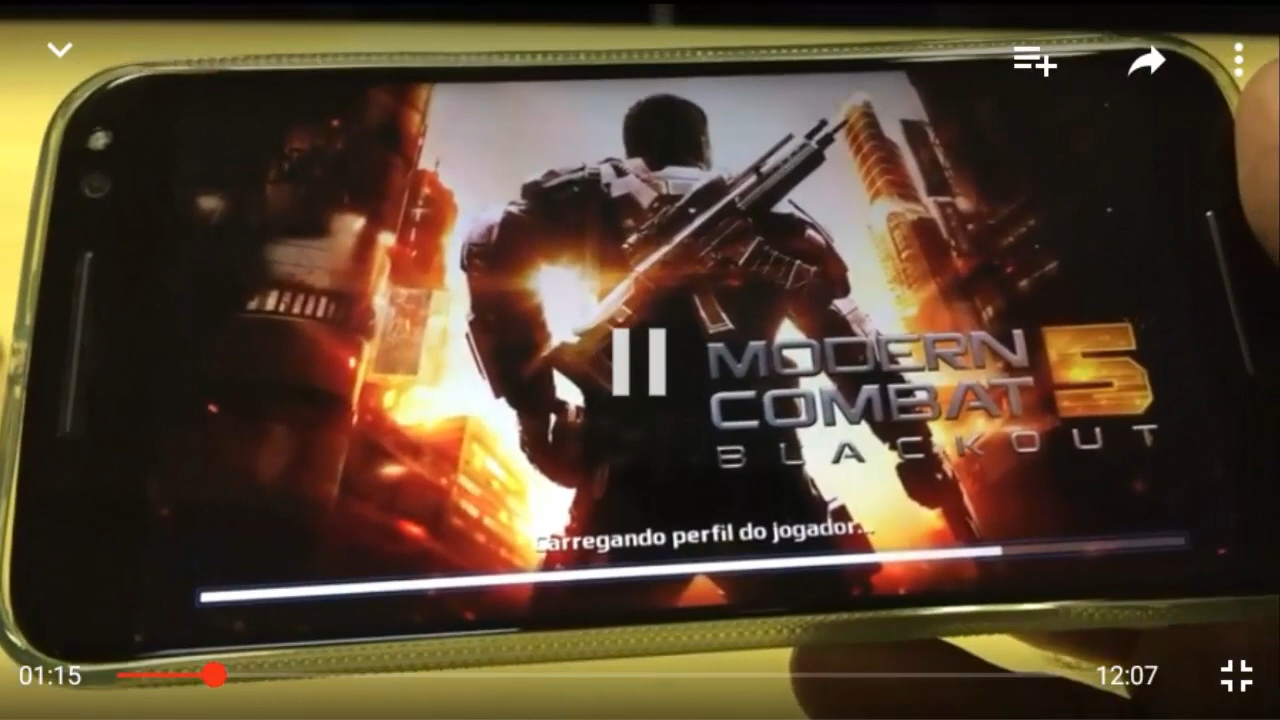 MODERN 5
COMBAT
BLACKOUT
Carregando perfil do jogador...
01:15
12:07